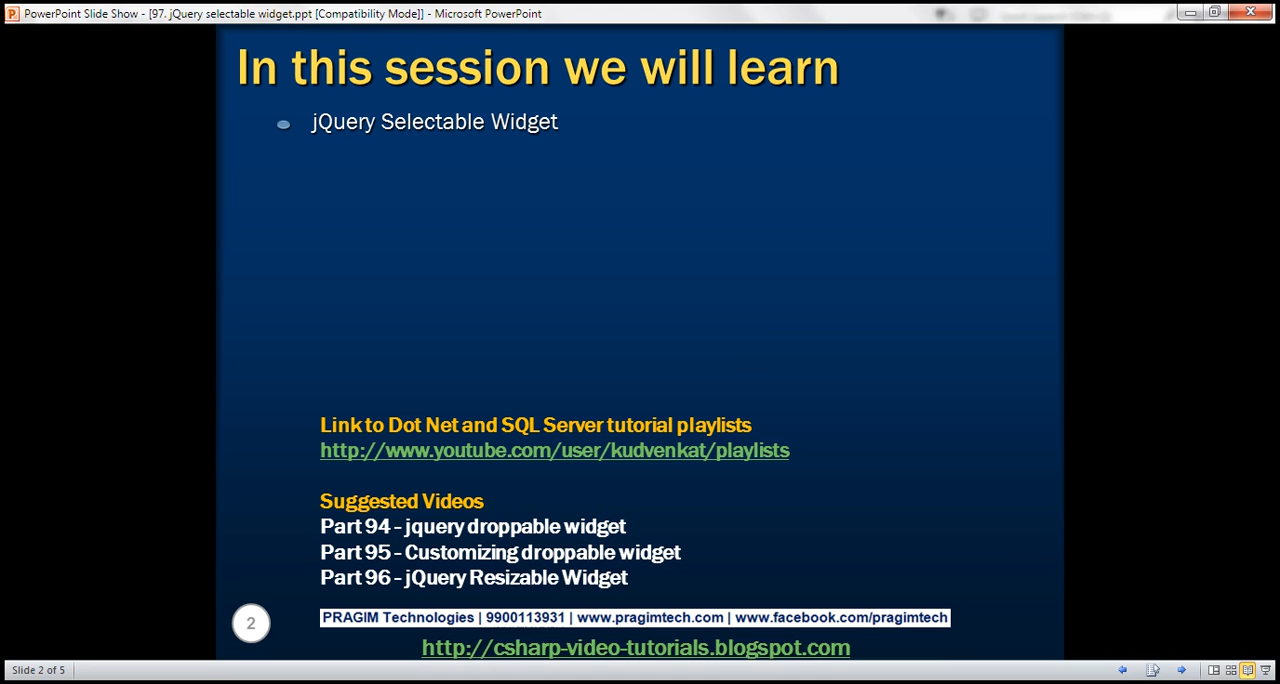 PowerPoint Slide Show - [97. jQuery selectable widget.ppt [Compatibility Mode]] - Microsoft PowerPoint
In this session we will learn
jQuery Selectable Widget
Link to Dot Net and SQL Server tutorial playlists
http://www.youtube.com/user/kudvenkat/playlists
Suggested Videos
Part 94 - jquery droppable widget
Part 95 - Customizing droppable widget
Part 96 - jQuery Resizable Widget
2
PRAGIM Technologies | 9900113931 | www.pragimtech.com | www.facebook.com/pragimtech
http://csharp-video-tutorials.blogspot.com
Slide 2 of 5